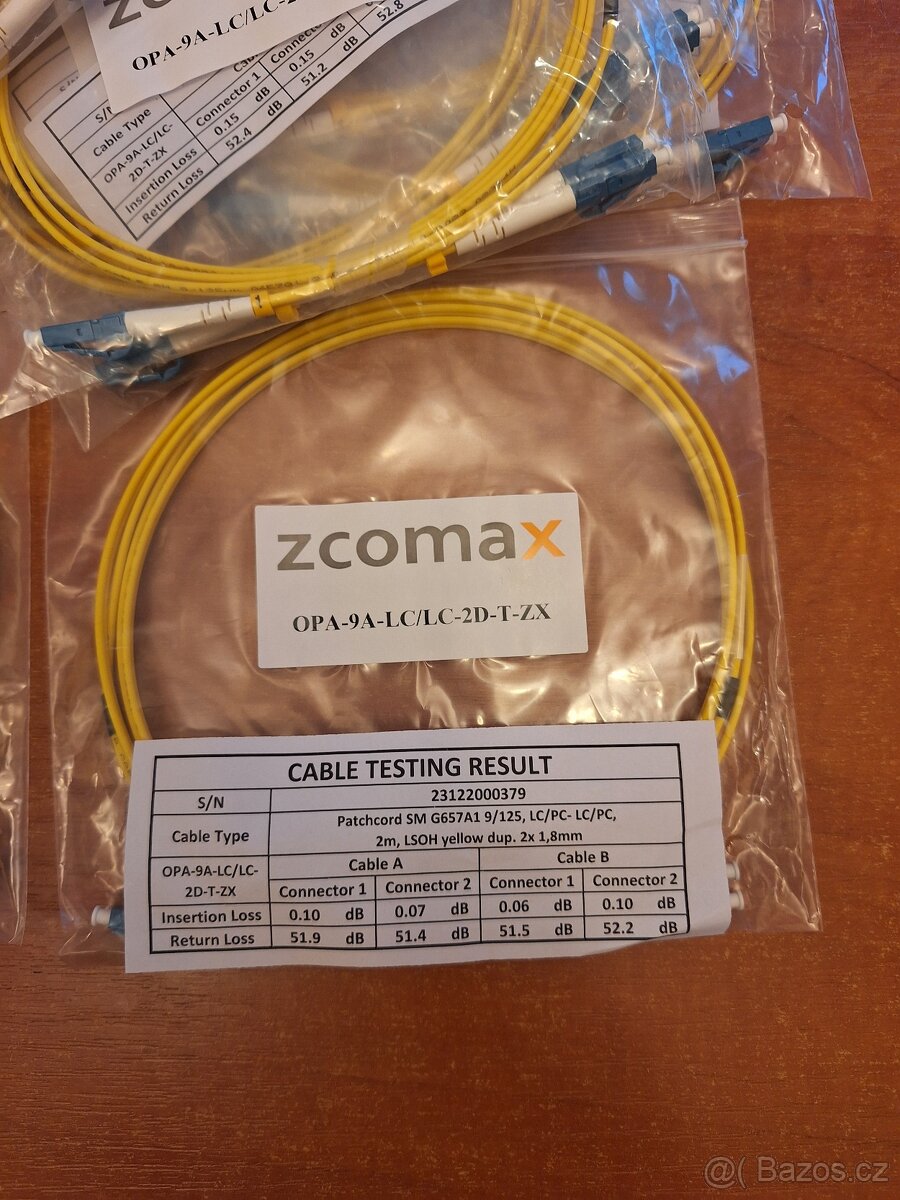 OPA-9A-LC/LC-2
S/N
Cable Type
Connector 1
Connecto
OPA-9A-LC/LC-
2D-T-ZX
0.15 dB
0.15 dB
Insertion Loss
52.4 dB
51.2 dB
52.8
Return Loss
1
zcomax
OPA-9A-LC/LC-2D-T-ZX
CABLE TESTING RESULT
S/N 23122000379
Cable Type Patchcord SM G657A1 9/125, LC/PC- LC/PC,
2m, LSOH yellow dup. 2x 1,8mm
OPA-9A-LC/LC- Cable A Cable B
2D-T-ZX Connector 1 Connector 2 Connector 1 Connector 2
Insertion Loss 0.10 dB 0.07 dB 0.06 dB 0.10 dB
Return Loss 51.9 dB 51.4 dB 51.5 dB 52.2 dB
@( Bazos.cz